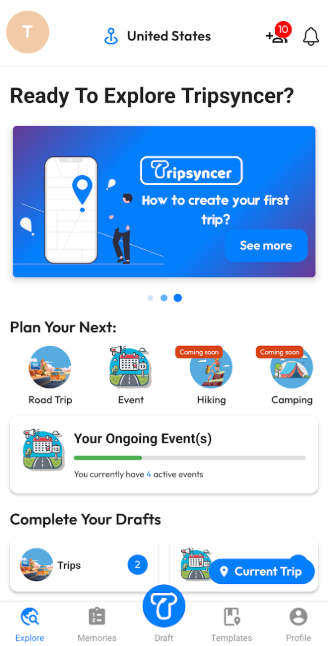 T
United States
10
Ready To Explore Tripsyncer?
Tripsyncer
How to create your first
trip?
See more
Plan Your Next:
Coming soon
Coming soon
Road Trip
Event
Hiking
Camping
Your Ongoing Event(s)
You currently have 4 active events
Complete Your Drafts
Trips
2
Current Trip
Explore
Memories
Draft
Templates
Profile